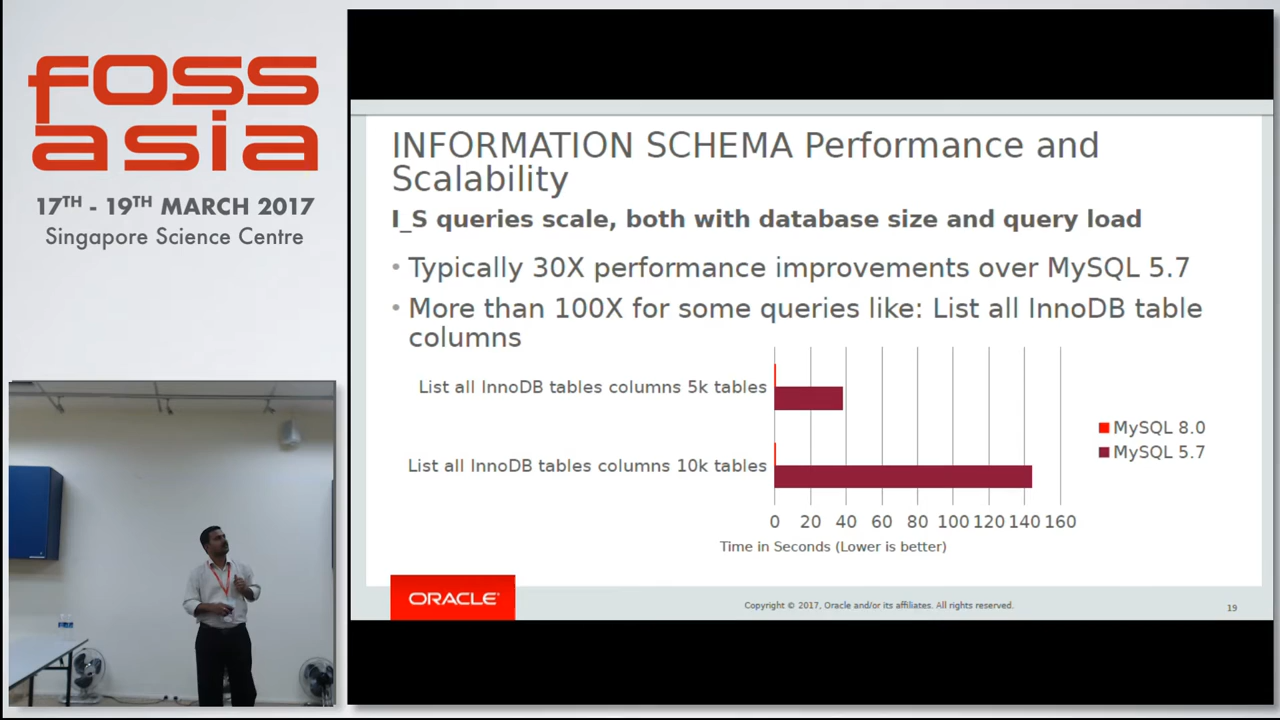 foss
asia
17TH - 19TH MARCH 2017
Singapore Science Centre
INFORMATION SCHEMA Performance and
Scalability
I_S queries scale, both with database size and query load
• Typically 30X performance improvements over MySQL 5.7
• More than 100X for some queries like: List all InnoDB table
columns
List all InnoDB tables columns 5k tables
List all InnoDB tables columns 10k tables
MySQL 8.0
MySQL 5.7
0 20 40 60 80 100 120 140 160
Time in Seconds (Lower is better)
ORACLE®
Copyright © 2017, Oracle and/or its affiliates. All rights reserved.
19